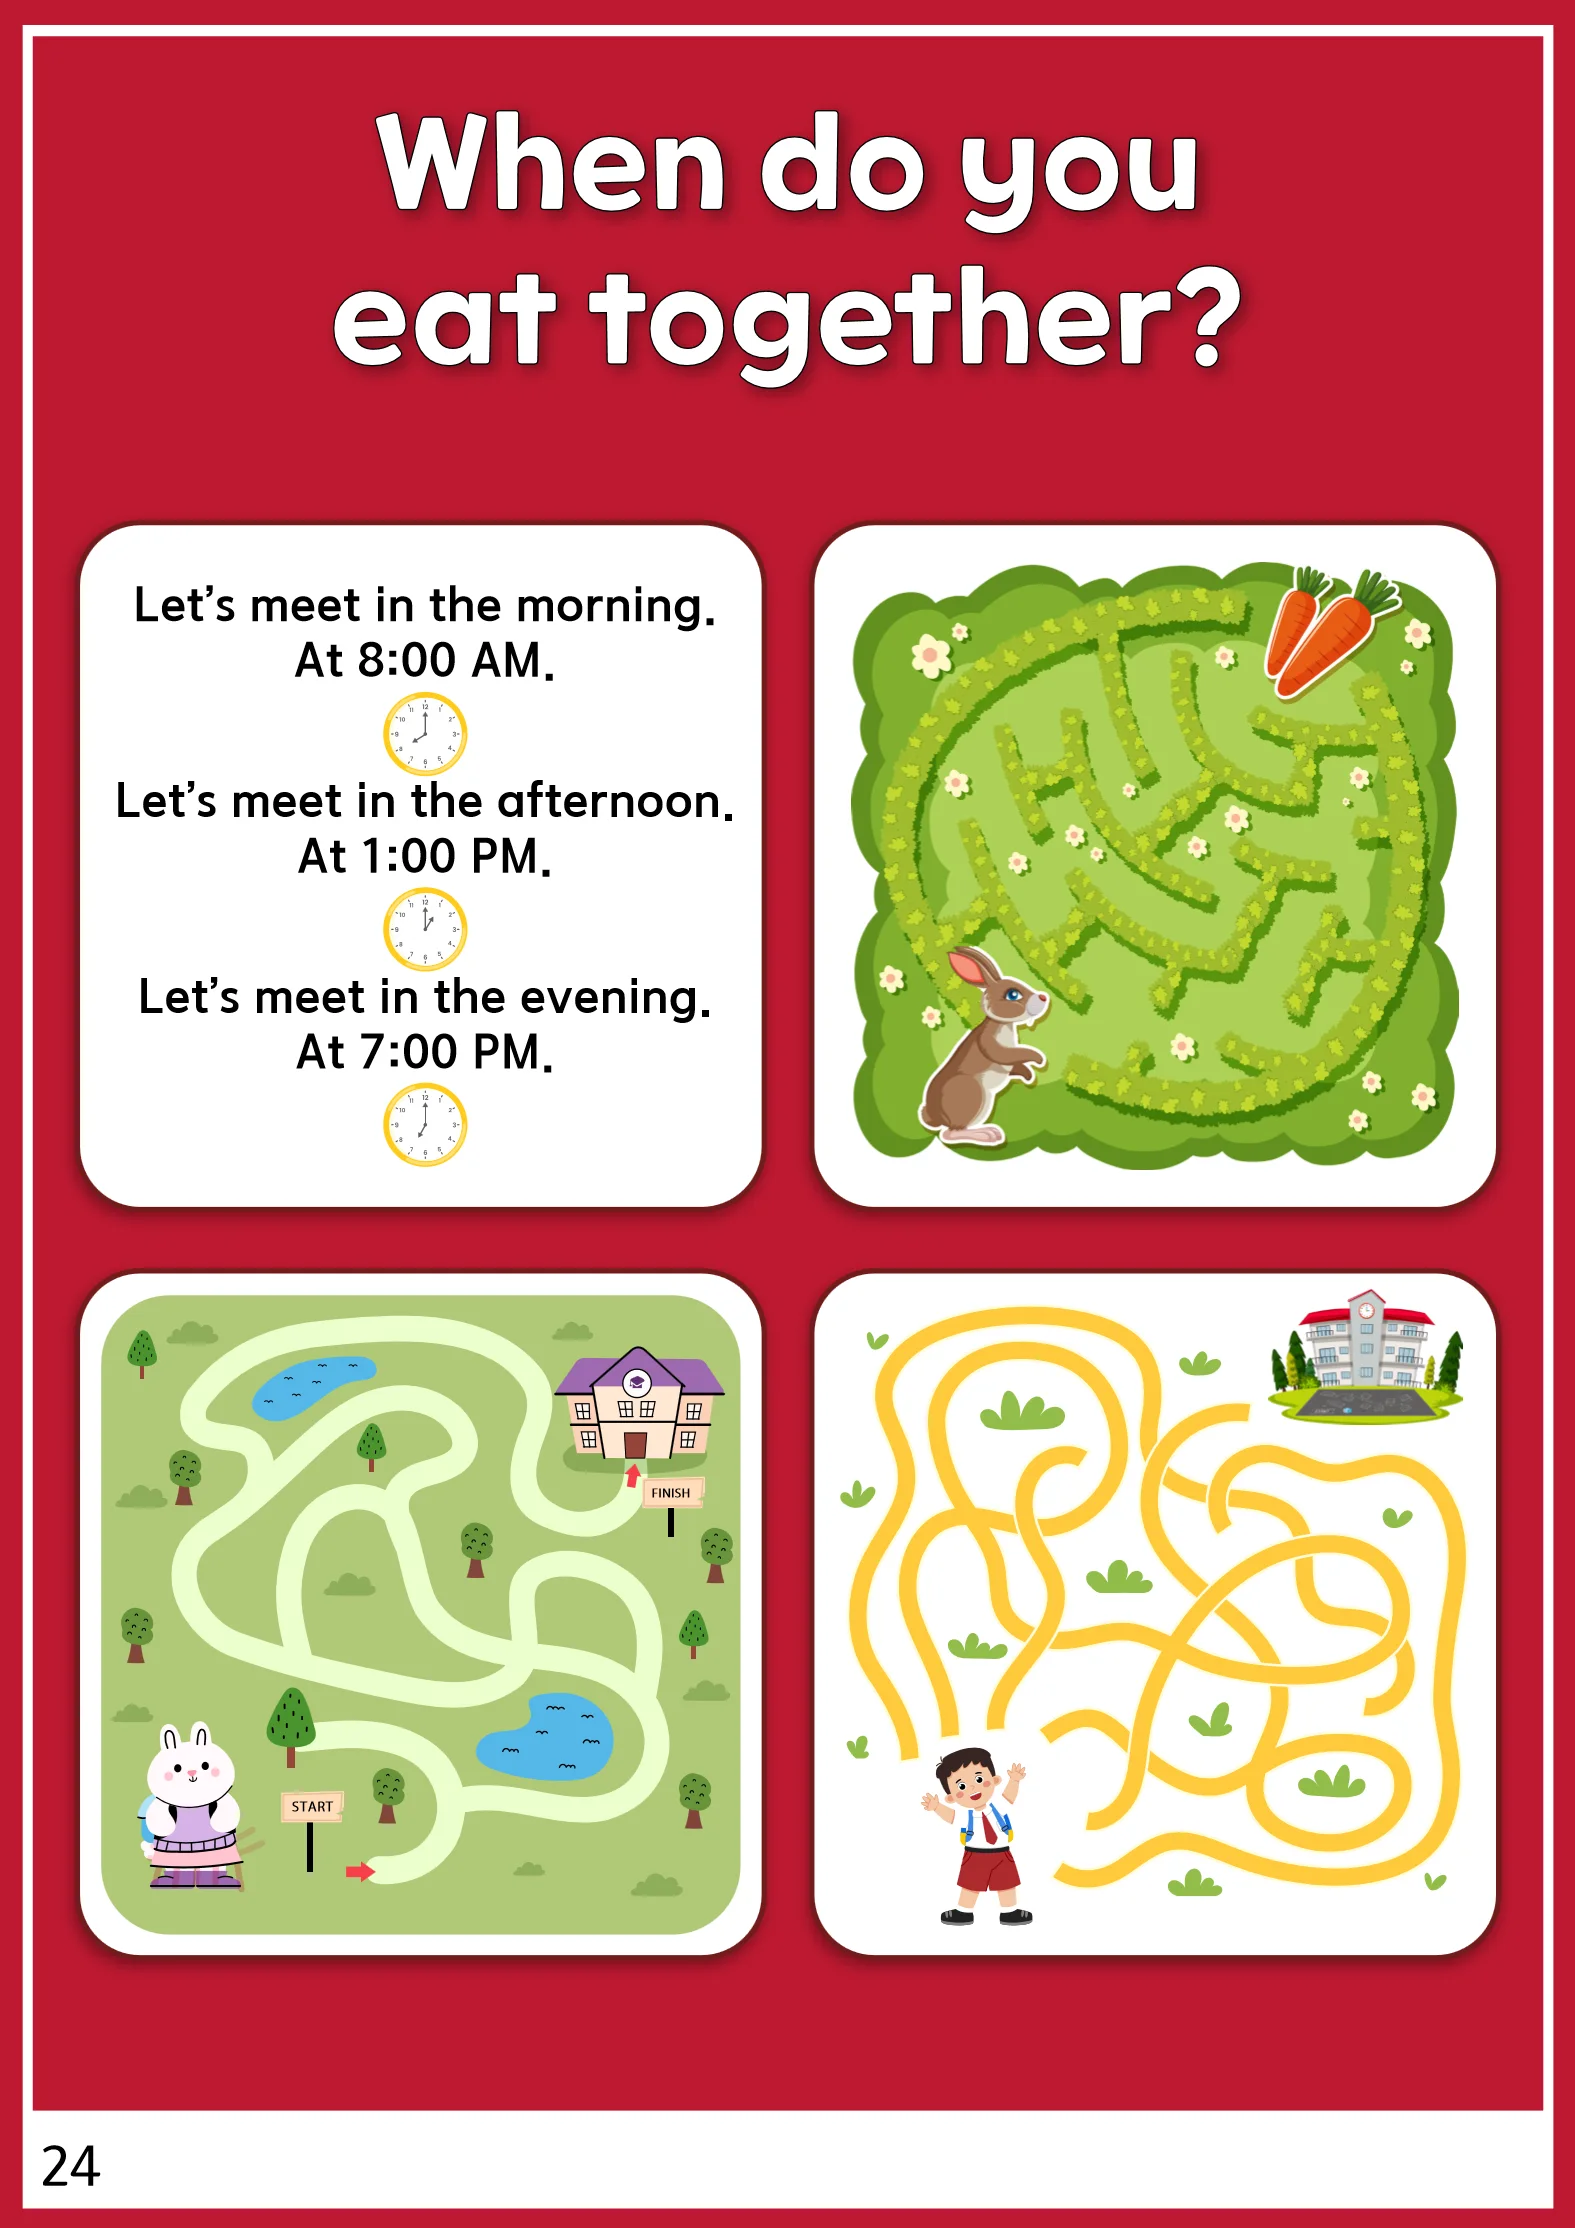 When do you
eat together?
Let's meet in the morning.
At 8:00 AM.
Let's meet in the afternoon.
At 1:00 PM.
Let's meet in the evening.
At 7:00 PM.
FINISH
START
24